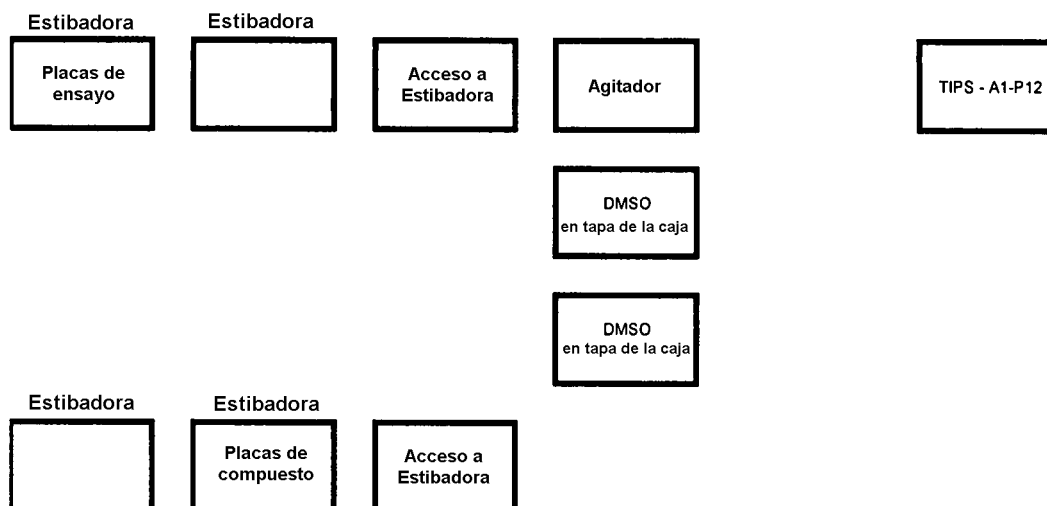 Estibadora
Estibadora
Placas de
ensayo
Acceso a
Estibadora
Agitador
TIPS - A1-P12
DMSO
en tapa de la caja
DMSO
en tapa de la caja
Estibadora
Estibadora
Placas de
compuesto
Acceso a
Estibadora